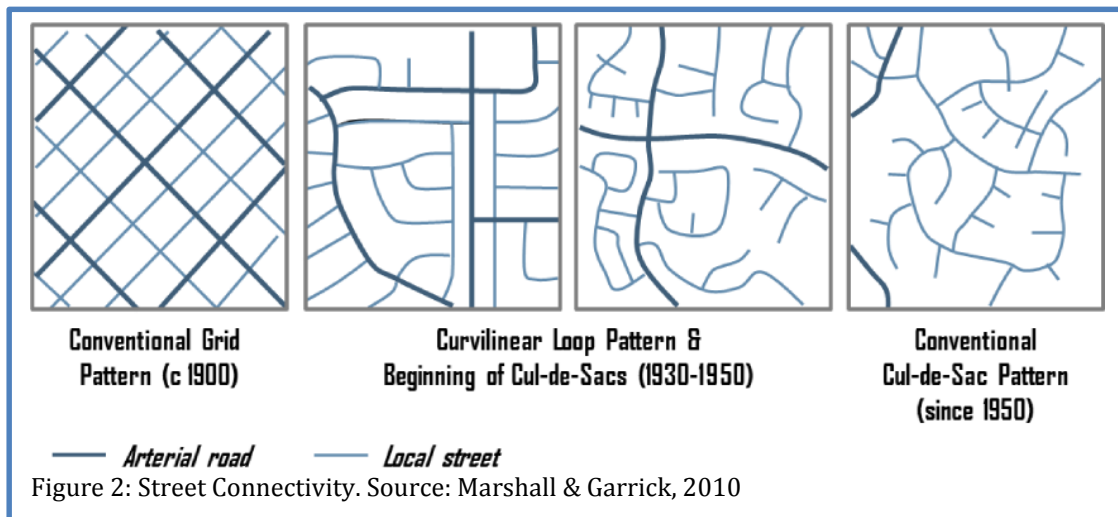 Conventional Grid
Pattern (c 1900)
Curvilinear Loop Pattern &
Beginning of Cul-de-Sacs (1930-1950)
Conventional
Cul-de-Sac Pattern
(since 1950)
Arterial road
Local street
Figure 2: Street Connectivity. Source: Marshall & Garrick, 2010